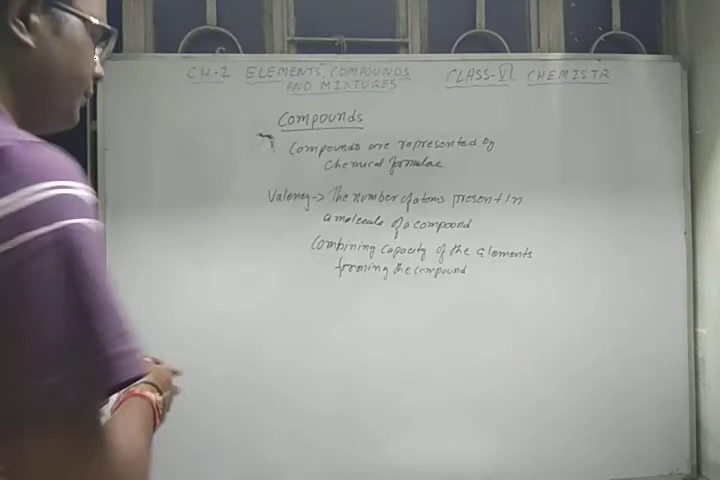 CH-2 ELEMENTS, COMPOUNDS AND MIXTURES
CLASS-VI CHEMISTR
Compounds
Compounds are represented by
chemical formulae
Valency-> The number of atoms present in
a molecule of a compound
Combining capacity of the elements
forming the compound